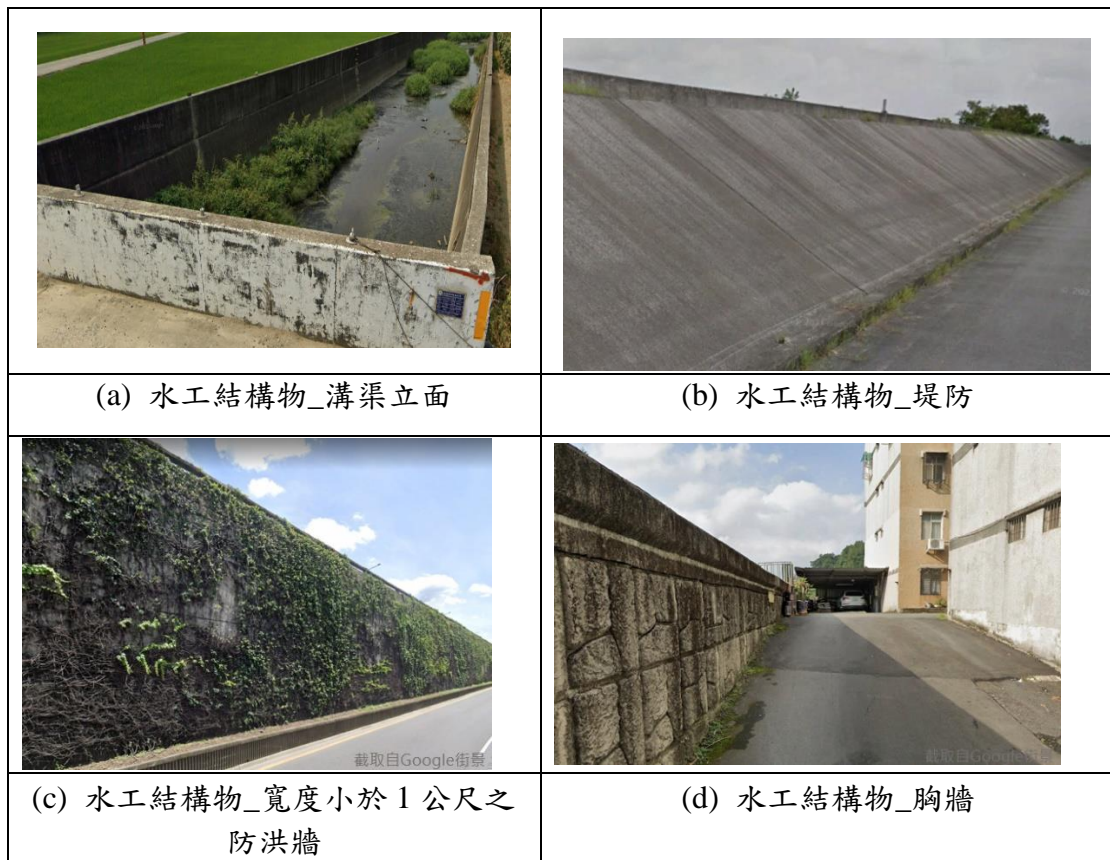 (a) 水工結構物_溝渠立面
(b) 水工結構物_堤防
截取自Google街景
截取自Google街景
(c) 水工結構物_寬度小於 1 公尺之
防洪牆
(d) 水工結構物_胸牆